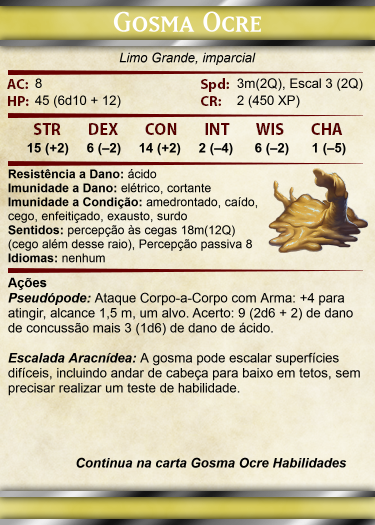 Gosma Ocre
Limo Grande, imparcial
AC: 8 Spd: 3m(2Q), Escal 3 (2Q)
HP: 45 (6d10 + 12) CR: 2 (450 XP)
STR DEX CON INT WIS CHA
15 (+2) 6 (–2) 14 (+2) 2 (–4) 6 (–2) 1 (–5)
Resistência a Dano: ácido
Imunidade a Dano: elétrico, cortante
Imunidade a Condição: amedrontado, caído,
cego, enfeitiçado, exausto, surdo
Sentidos: percepção às cegas 18m(12Q)
(cego além desse raio), Percepção passiva 8
Idiomas: nenhum
Ações
Pseudópode: Ataque Corpo-a-Corpo com Arma: +4 para
atingir, alcance 1,5 m, um alvo. Acerto: 9 (2d6 + 2) de dano
de concussão mais 3 (1d6) de dano de ácido.
Escalada Aracnídea: A gosma pode escalar superfícies
difíceis, incluindo andar de cabeça para baixo em tetos, sem
precisar realizar um teste de habilidade.
Continua na carta Gosma Ocre Habilidades